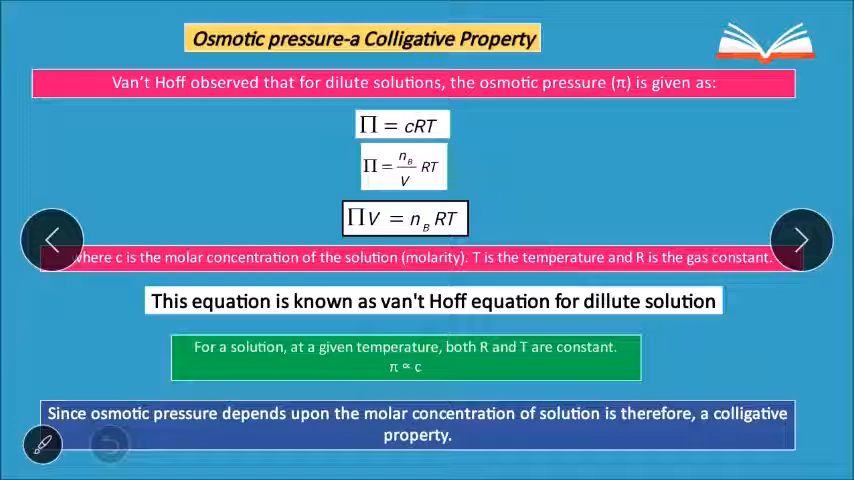 Osmotic pressure-a Colligative Property
Van't Hoff observed that for dilute solutions, the osmotic pressure (π) is given as:
Π = cRT
Π = n_B/V RT
ΠV = n_B RT
where c is the molar concentration of the solution (molarity). T is the temperature and R is the gas constant.
This equation is known as van't Hoff equation for dillute solution
For a solution, at a given temperature, both R and T are constant.
π ∝ c
Since osmotic pressure depends upon the molar concentration of solution is therefore, a colligative
property.